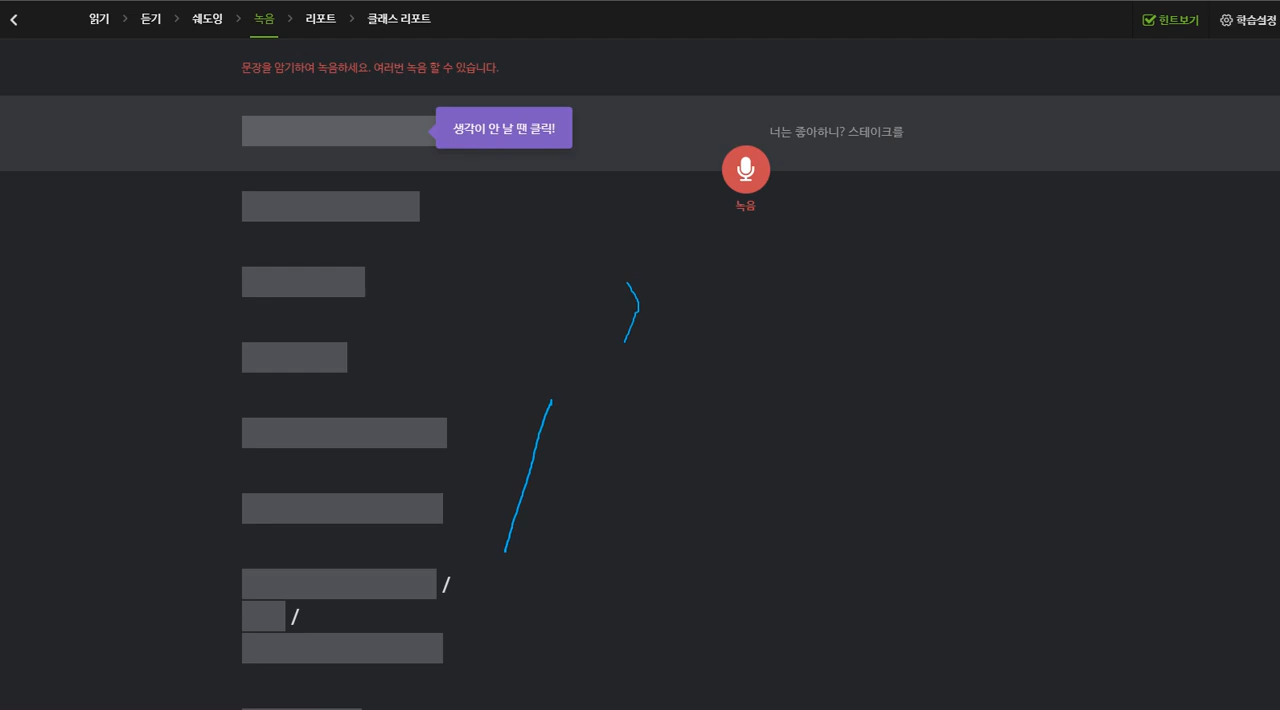 읽기 > 듣기 > 쉐도잉 > 녹음 > 리포트 > 클래스 리포트 힌트보기 학습설정
문장을 암기하여 녹음하세요. 여러번 녹음 할 수 있습니다.
생각이 안 날 땐 클릭!
너는 좋아하니? 스테이크를
녹음
/
/